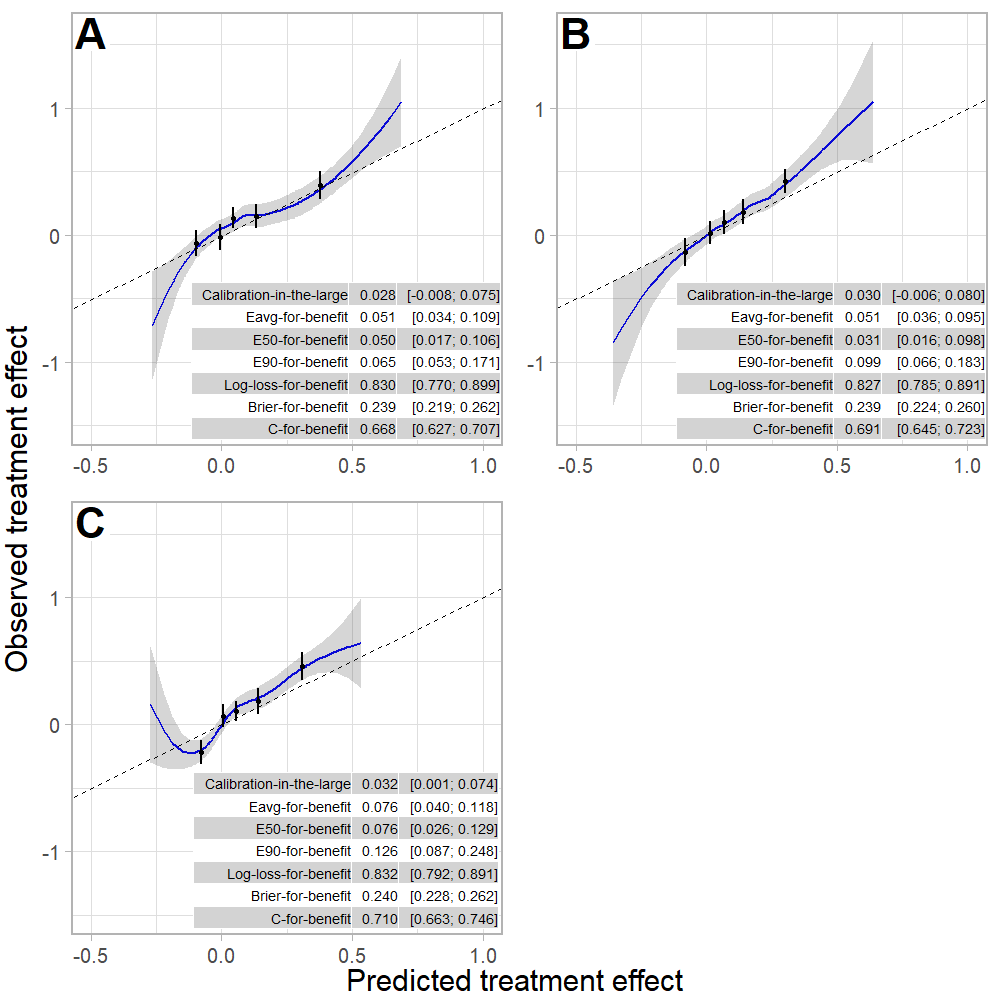 A
1
0
-1
Calibration-in-the-large 0.028 [-0.008; 0.075]
Eavg-for-benefit 0.051 [0.034; 0.109]
E50-for-benefit 0.050 [0.017; 0.106]
E90-for-benefit 0.065 [0.053; 0.171]
Log-loss-for-benefit 0.830 [0.770; 0.899]
Brier-for-benefit 0.239 [0.219; 0.262]
C-for-benefit 0.668 [0.627; 0.707]
-0.5 0.0 0.5 1.0
B
1
0
-1
Calibration-in-the-large 0.030 [-0.006; 0.080]
Eavg-for-benefit 0.051 [0.036; 0.095]
E50-for-benefit 0.031 [0.016; 0.098]
E90-for-benefit 0.099 [0.066; 0.183]
Log-loss-for-benefit 0.827 [0.785; 0.891]
Brier-for-benefit 0.239 [0.224; 0.260]
C-for-benefit 0.691 [0.645; 0.723]
-0.5 0.0 0.5 1.0
C
1
0
-1
Calibration-in-the-large 0.032 [0.001; 0.074]
Eavg-for-benefit 0.076 [0.040; 0.118]
E50-for-benefit 0.076 [0.026; 0.129]
E90-for-benefit 0.126 [0.087; 0.248]
Log-loss-for-benefit 0.832 [0.792; 0.891]
Brier-for-benefit 0.240 [0.228; 0.262]
C-for-benefit 0.710 [0.663; 0.746]
-0.5 0.0 0.5 1.0
Observed treatment effect
Predicted treatment effect